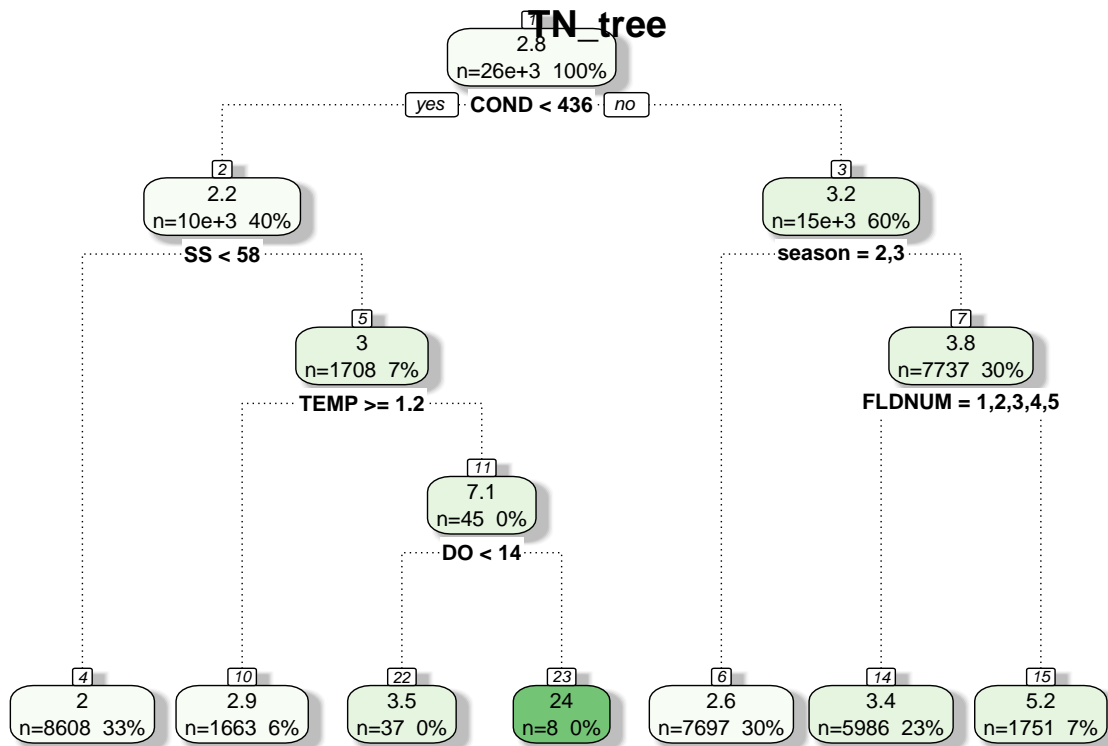 TN_tree
1
2.8
n=26e+3 100%
yes COND < 436 no
2
2.2
n=10e+3 40%
SS < 58
3
3.2
n=15e+3 60%
season = 2,3
5
3
n=1708 7%
TEMP >= 1.2
7
3.8
n=7737 30%
FLDNUM = 1,2,3,4,5
11
7.1
n=45 0%
DO < 14
4
2
n=8608 33%
10
2.9
n=1663 6%
22
3.5
n=37 0%
23
24
n=8 0%
6
2.6
n=7697 30%
14
3.4
n=5986 23%
15
5.2
n=1751 7%